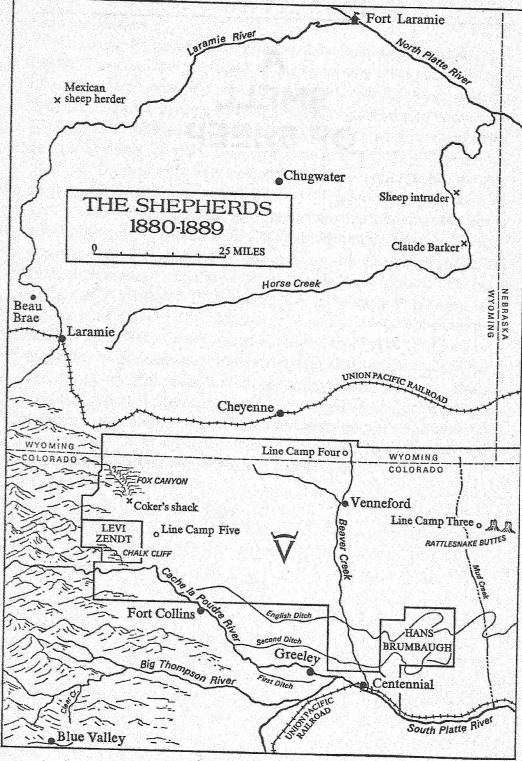 Fort Laramie
Laramie River
North Platte River
Mexican
sheep herder
Chugwater
THE SHEPHERDS
1880-1889
0 25 MILES
Sheep intruder
Claude Barker
Horse Creek
Beau
Brae
Laramie
NEBRASKA
WYOMING
UNION PACIFIC RAILROAD
Cheyenne
WYOMING
COLORADO
Line Camp Four
WYOMING
COLORADO
FOX CANYON
Coker's shack
Venneford
LEVI
ZENDT
Line Camp Five
Line Camp Three
RATTLESNAKE BUTTES
CHALK CLIFF
Beaver Creek
Mud Creek
Cache la Poudre River
Fort Collins
English Ditch
HANS
BRUMBAUGH
Second Ditch
Greeley
Big Thompson River
First Ditch
Centennial
Clear Cr.
UNION PACIFIC
RAILROAD
South Platte River
Blue Valley